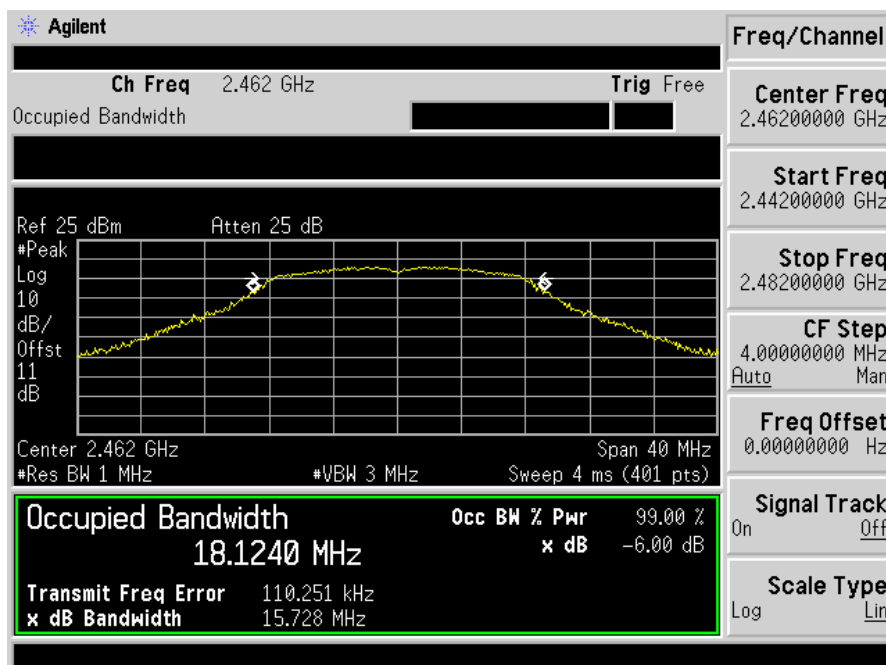 Agilent
Freq/Channel
Ch Freq 2.462 GHz Trig Free
Occupied Bandwidth
Center Freq
2.46200000 GHz
Start Freq
2.44200000 GHz
Stop Freq
2.48200000 GHz
CF Step
4.00000000 MHz
Auto Man
Freq Offset
0.00000000 Hz
Signal Track
On Off
Scale Type
Log Lin
Ref 25 dBm Atten 25 dB
#Peak
Log
10
dB/
Offst
11
dB
Center 2.462 GHz Span 40 MHz
#Res BW 1 MHz #VBW 3 MHz Sweep 4 ms (401 pts)
Occupied Bandwidth
18.1240 MHz
Occ BW % Pwr 99.00 %
x dB -6.00 dB
Transmit Freq Error 110.251 kHz
x dB Bandwidth 15.728 MHz